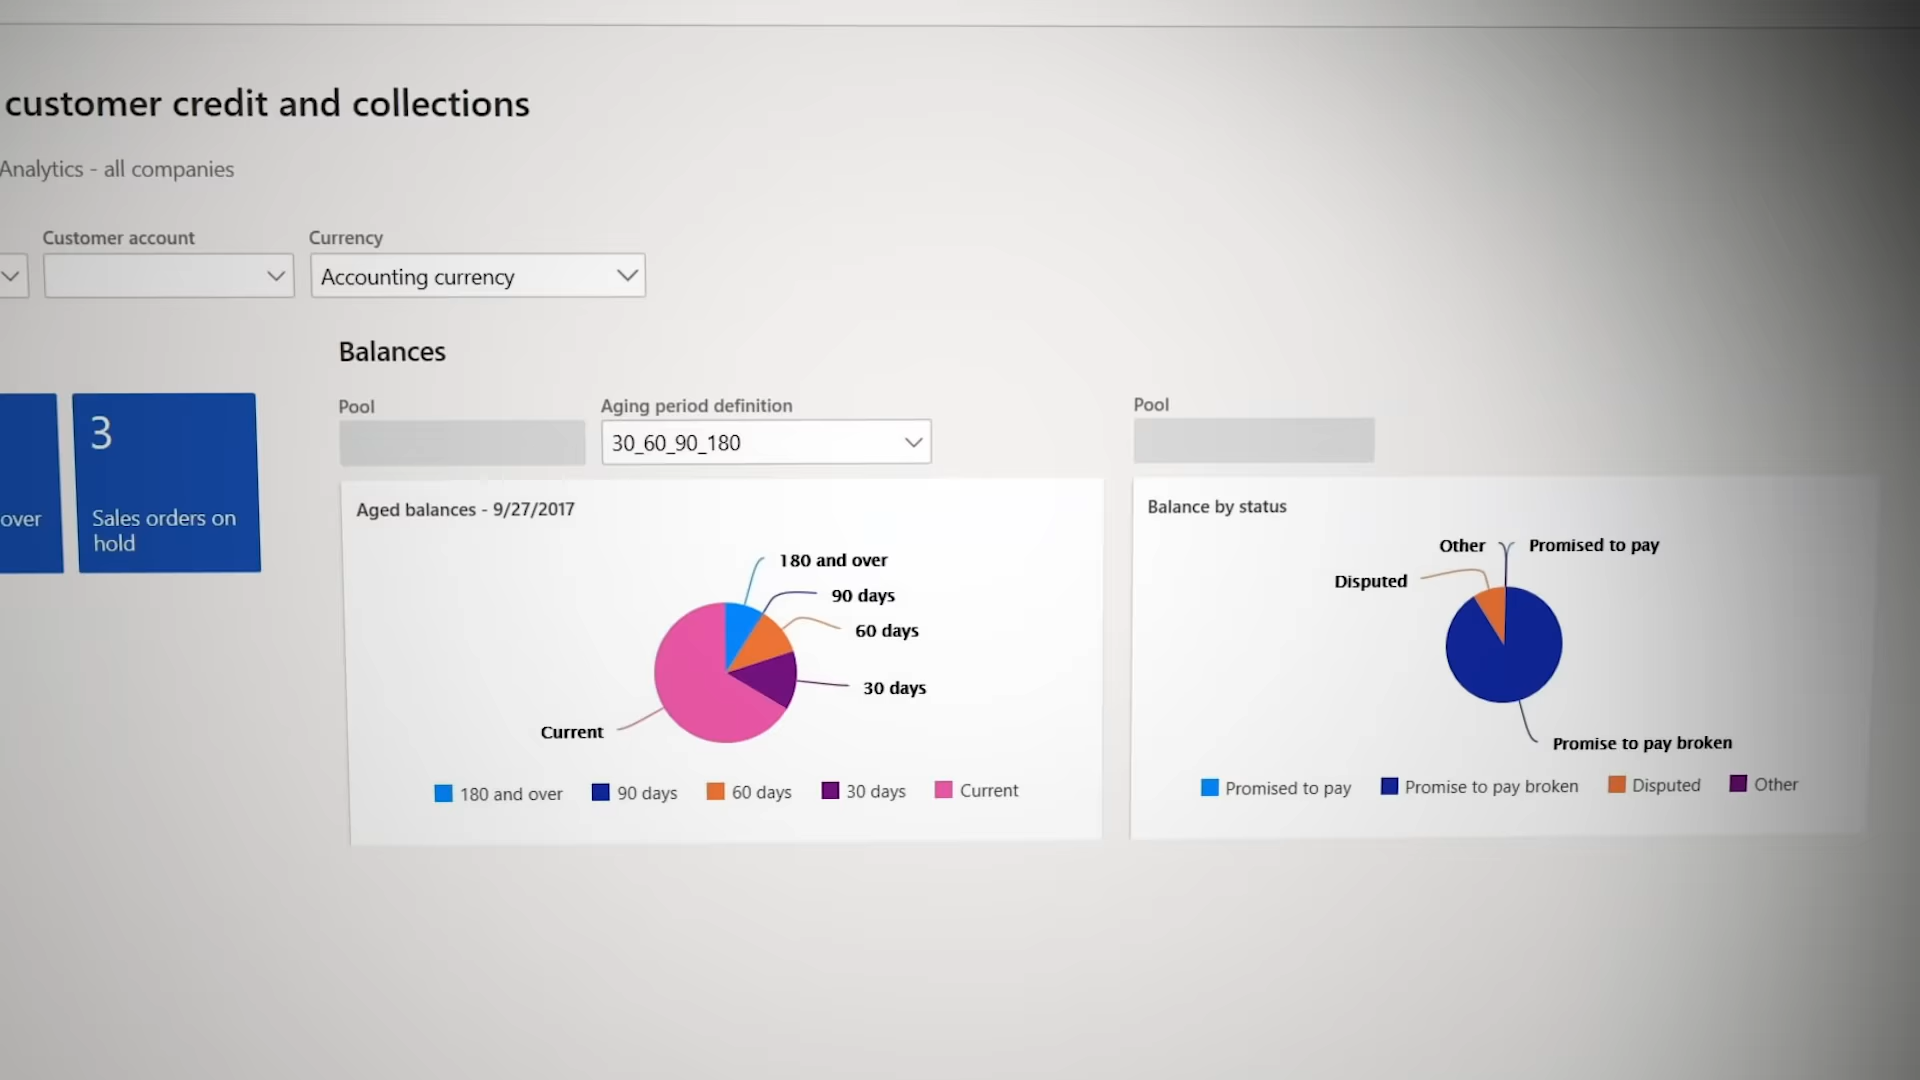 customer credit and collections
Analytics - all companies
Customer account
Currency
Accounting currency
Balances
Pool
Aging period definition
30_60_90_180
Pool
over
3
Sales orders on
hold
Aged balances - 9/27/2017
180 and over
90 days
60 days
30 days
Current
180 and over 90 days 60 days 30 days Current
Balance by status
Other Promised to pay
Disputed
Promise to pay broken
Promised to pay Promise to pay broken Disputed Other